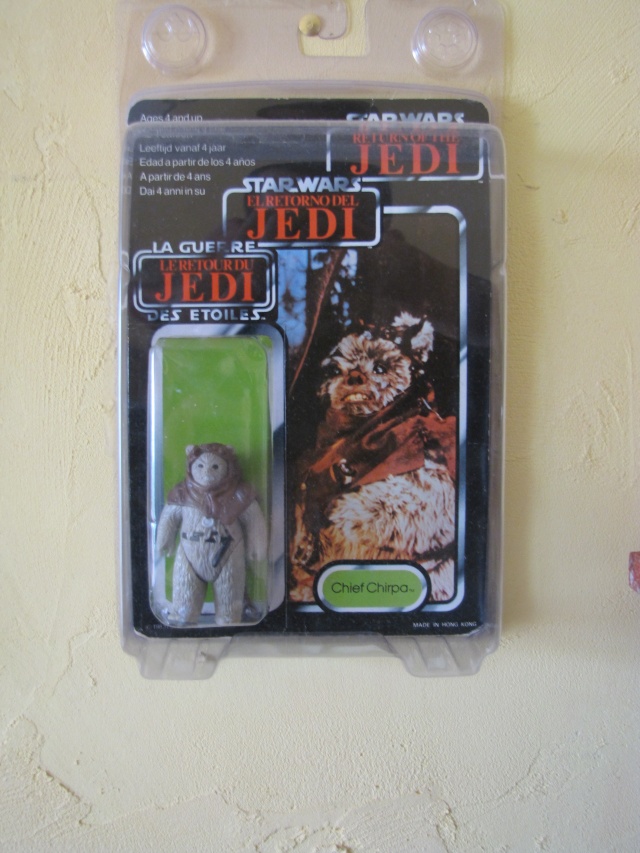 Ages 4 and up
Leeftijd vanaf 4 jaar
Edad a partir de los 4 años
A partir de 4 ans
Dai 4 anni in su
STAR WARS
RETURN OF THE
JEDI
STAR WARS
EL RETORNO DEL
JEDI
LA GUERRE
LE RETOUR DU
JEDI
DES ETOILES
Chief Chirpa™
MADE IN HONG KONG